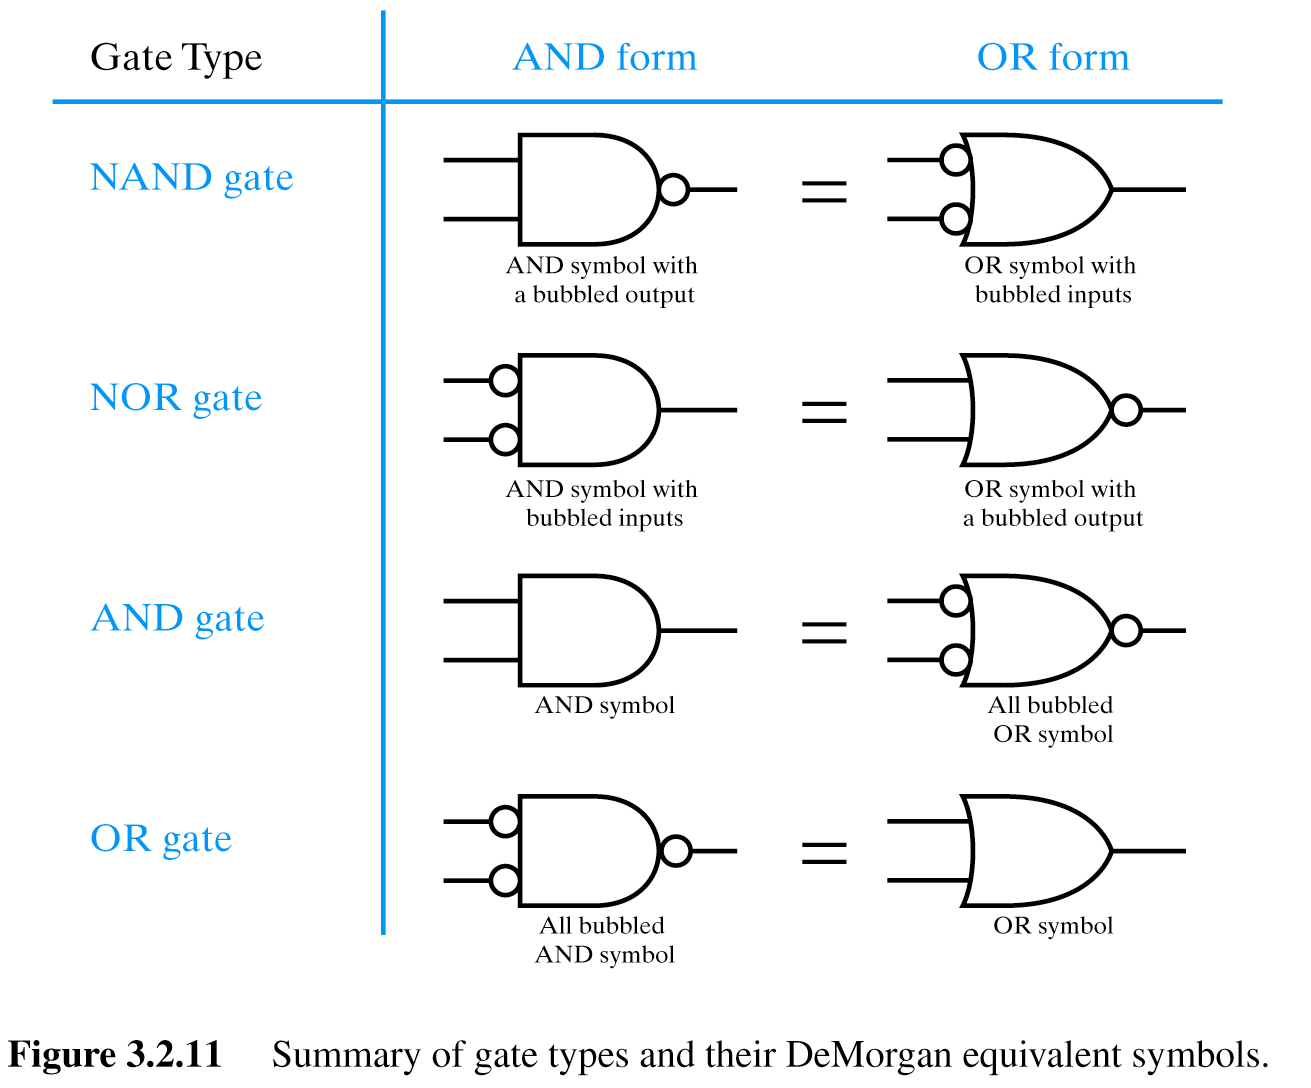 Gate Type AND form OR form
NAND gate
AND symbol with
a bubbled output
OR symbol with
bubbled inputs
NOR gate
AND symbol with
bubbled inputs
OR symbol with
a bubbled output
AND gate
AND symbol
All bubbled
OR symbol
OR gate
All bubbled
AND symbol
OR symbol
Figure 3.2.11 Summary of gate types and their DeMorgan equivalent symbols.